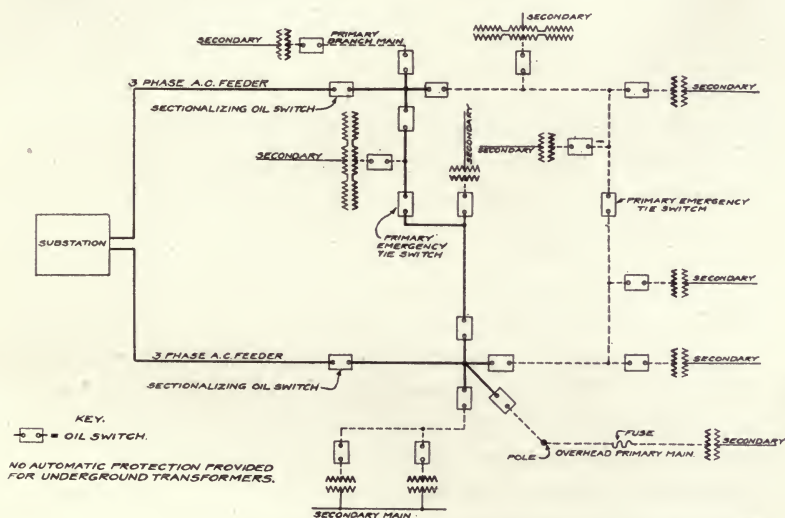 SECONDARY
SECONDARY
PRIMARY
BRANCH MAIN
3 PHASE A.C. FEEDER
SECTIONALIZING OIL SWITCH
SECONDARY
SECONDARY
SECONDARY
SECONDARY
SECONDARY
PRIMARY EMERGENCY
TIE SWITCH
PRIMARY
EMERGENCY
TIE SWITCH
SUBSTATION
SECONDARY
3 PHASE A.C. FEEDER
SECONDARY
SECTIONALIZING OIL SWITCH
KEY.
= OIL SWITCH.
FUSE
SECONDARY
POLE
OVERHEAD PRIMARY MAIN.
NO AUTOMATIC PROTECTION PROVIDED
FOR UNDERGROUND TRANSFORMERS.
SECONDARY MAIN